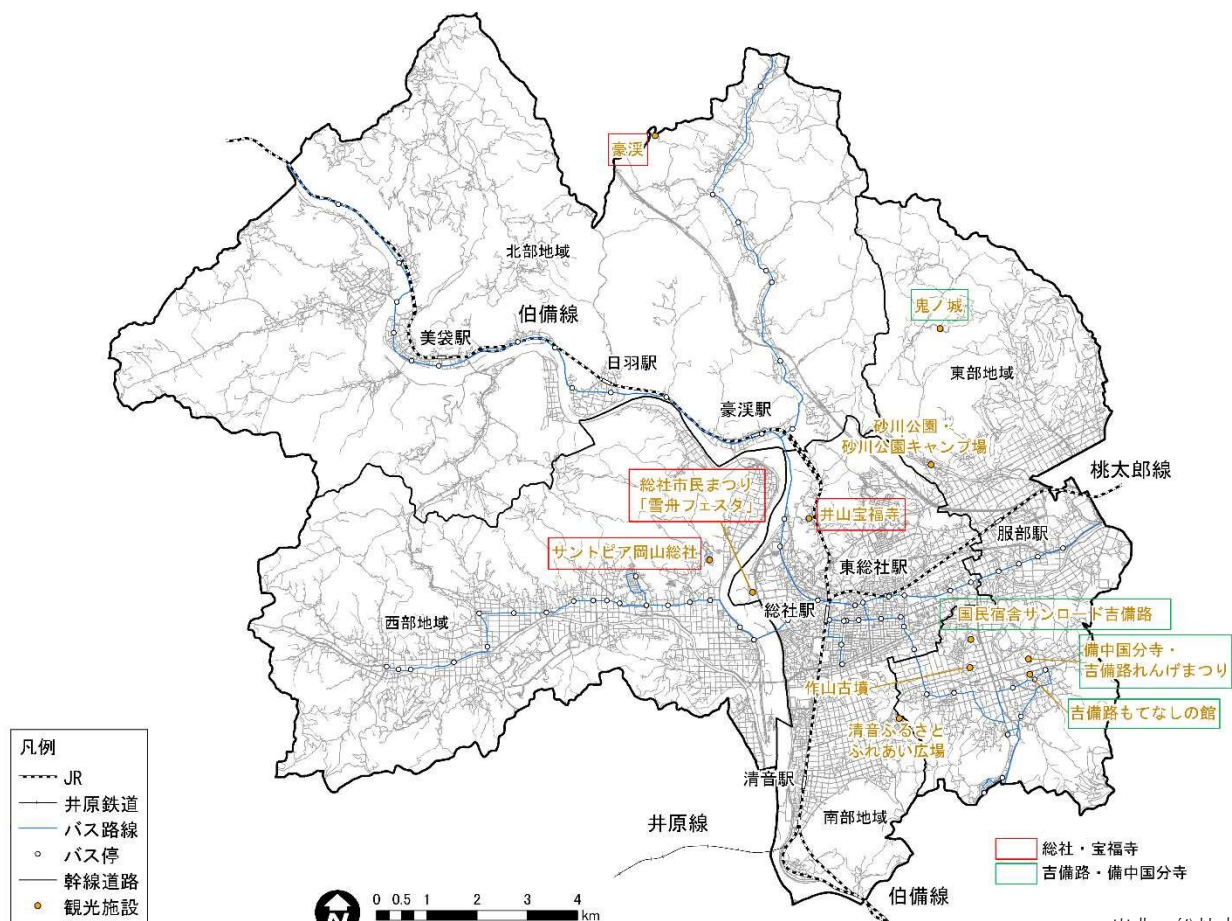 豪渓
北部地域
伯備線
美袋駅
日羽駅
豪渓駅
鬼ノ城
東部地域
砂川公園・
砂川公園キャンプ場
桃太郎線
総社市民まつり
「雪舟フェスタ」
井山宝福寺
服部駅
サントピア岡山総社
東総社駅
総社駅
西部地域
国民宿舎サンロード吉備路
備中国分寺・
吉備路れんげまつり
作山古墳
吉備路もてなしの館
清音ふるさと
ふれあい広場
清音駅
井原線
南部地域
伯備線
凡例
JR
井原鉄道
バス路線
バス停
幹線道路
観光施設
N
0 0.5 1 2 3 4
km
総社・宝福寺
吉備路・備中国分寺